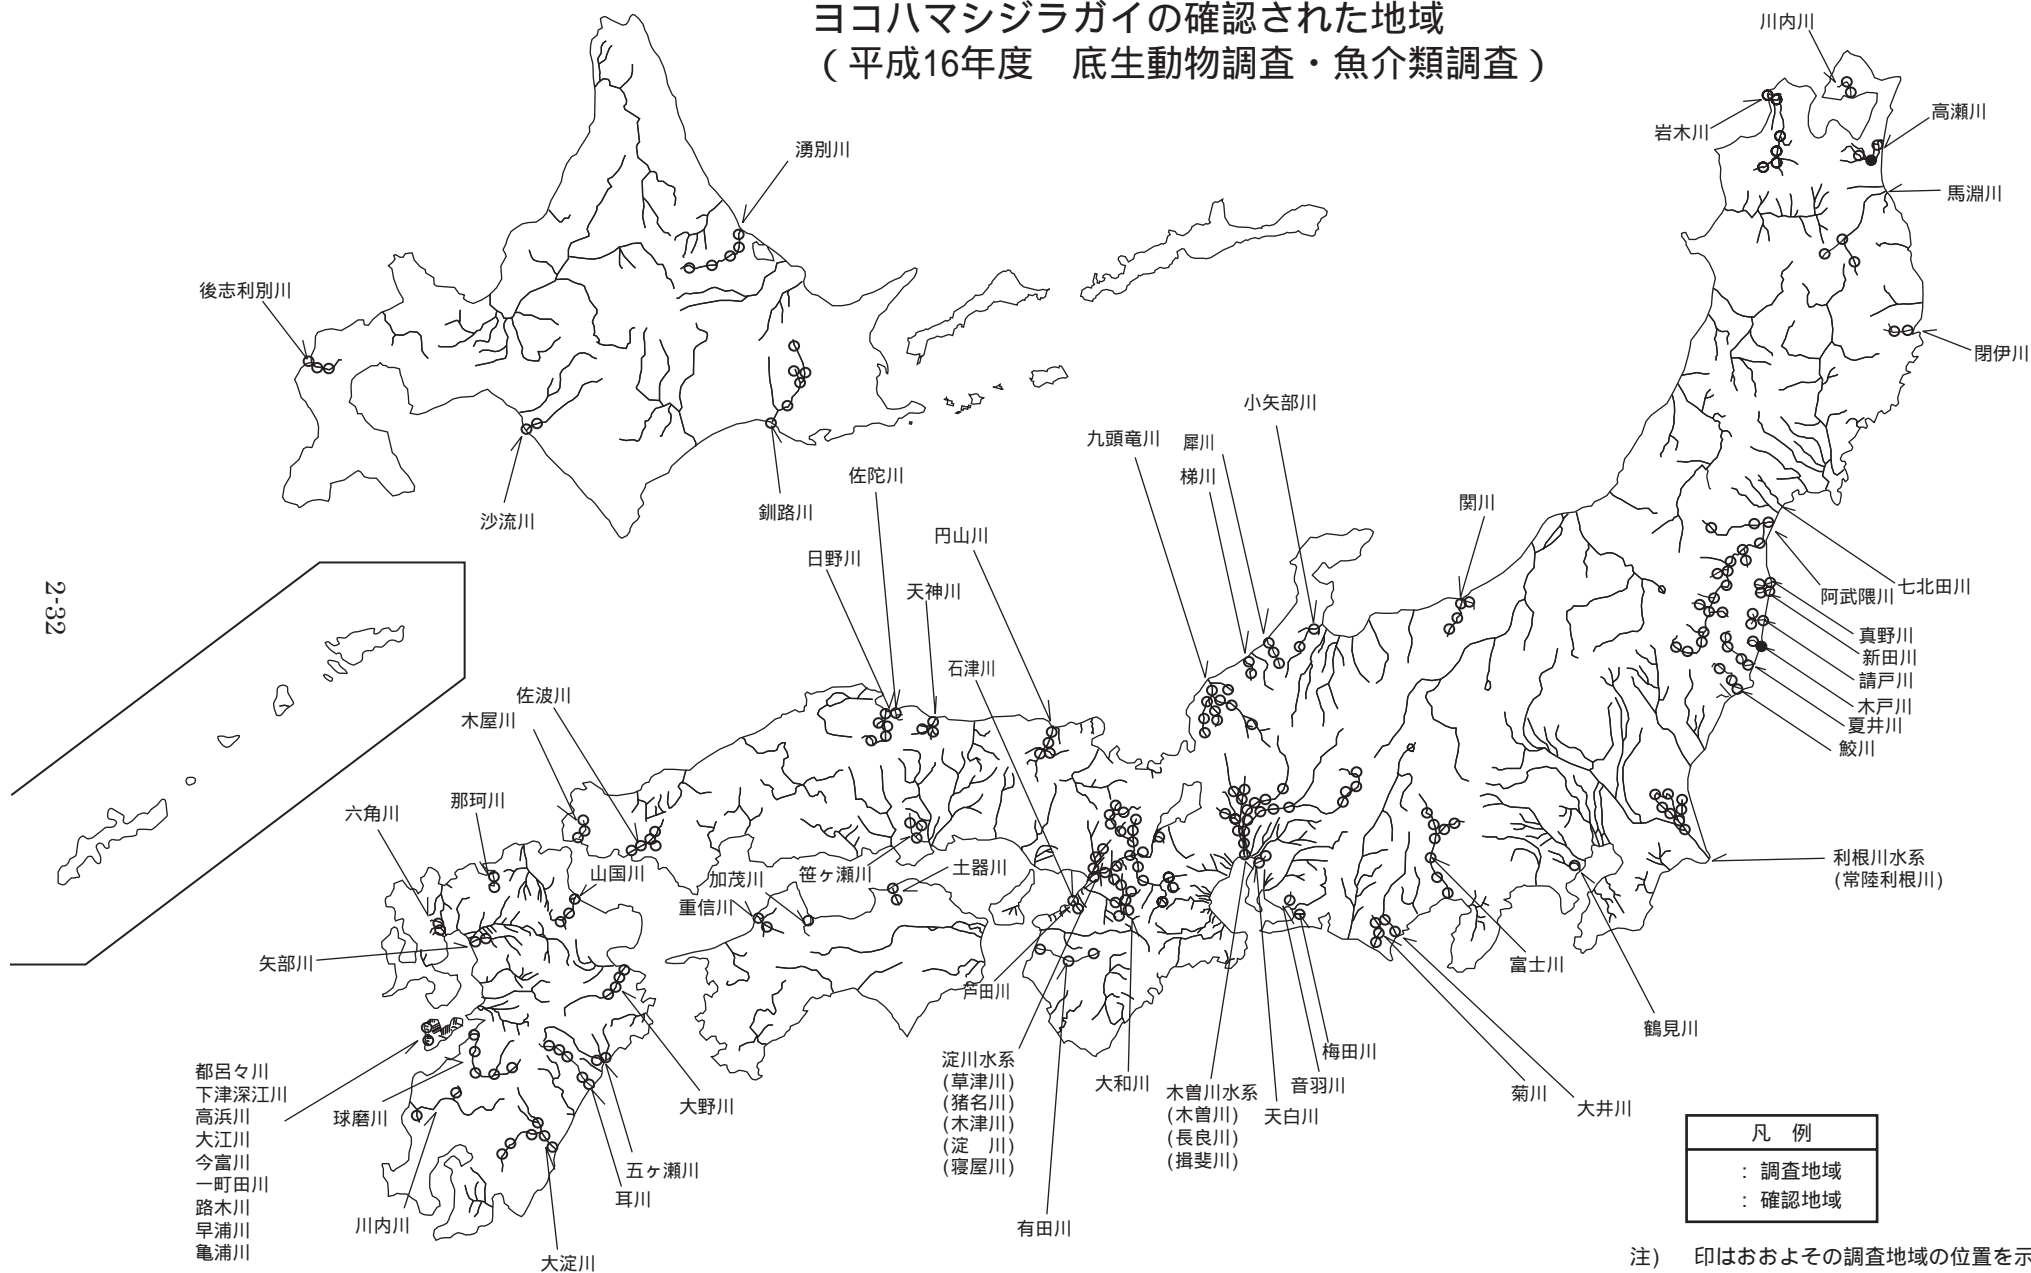 ヨコハマシジラガイの確認された地域
（平成16年度　底生動物調査・魚介類調査）
川内川
高瀬川
岩木川
馬淵川
閉伊川
湧別川
後志利別川
沙流川
釧路川
小矢部川
九頭竜川
犀川
梯川
関川
佐陀川
円山川
日野川
天神川
石津川
佐波川
木屋川
那珂川
六角川
山国川
加茂川
重信川
笹ヶ瀬川
土器川
矢部川
芦田川
七北田川
阿武隈川
真野川
新田川
請戸川
木戸川
夏井川
鮫川
利根川水系
(常陸利根川)
富士川
鶴見川
梅田川
音羽川
天白川
菊川
大井川
木曽川水系
(木曽川)
(長良川)
(揖斐川)
大和川
淀川水系
(草津川)
(猪名川)
(木津川)
(淀　川)
(寝屋川)
有田川
大野川
五ヶ瀬川
耳川
大淀川
川内川
球磨川
都呂々川
下津深江川
高浜川
大江川
今富川
一町田川
路木川
早浦川
亀浦川
凡　例
：調査地域
：確認地域
注)　印はおおよその調査地域の位置を示
2-32